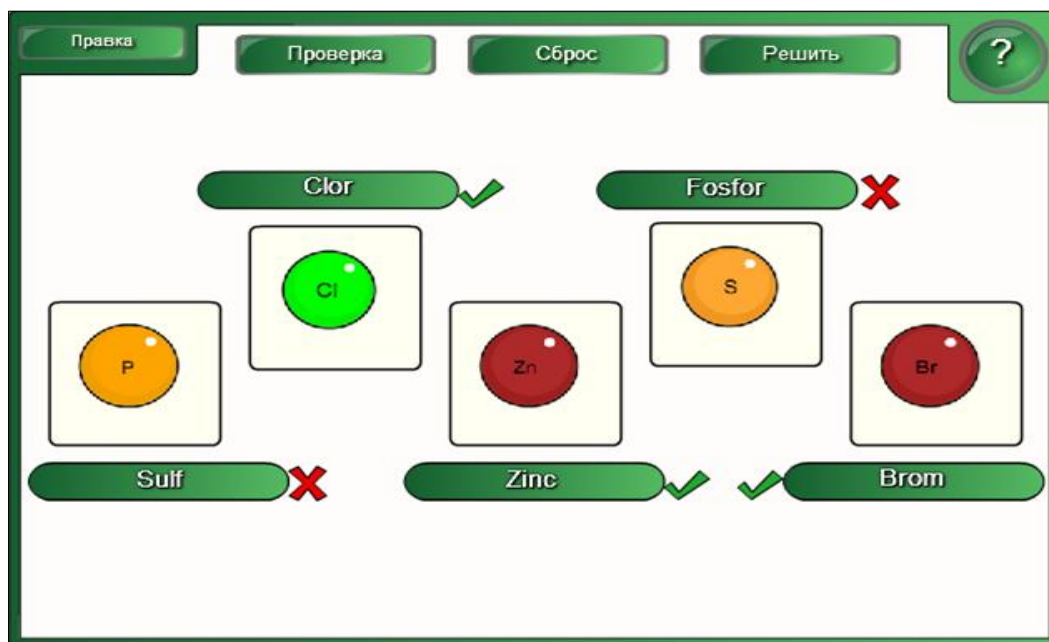 Правка
Проверка
Сброс
Решить
?
Clor
Fosfor
Cl
S
P
Zn
Br
Sulf
Zinc
Brom